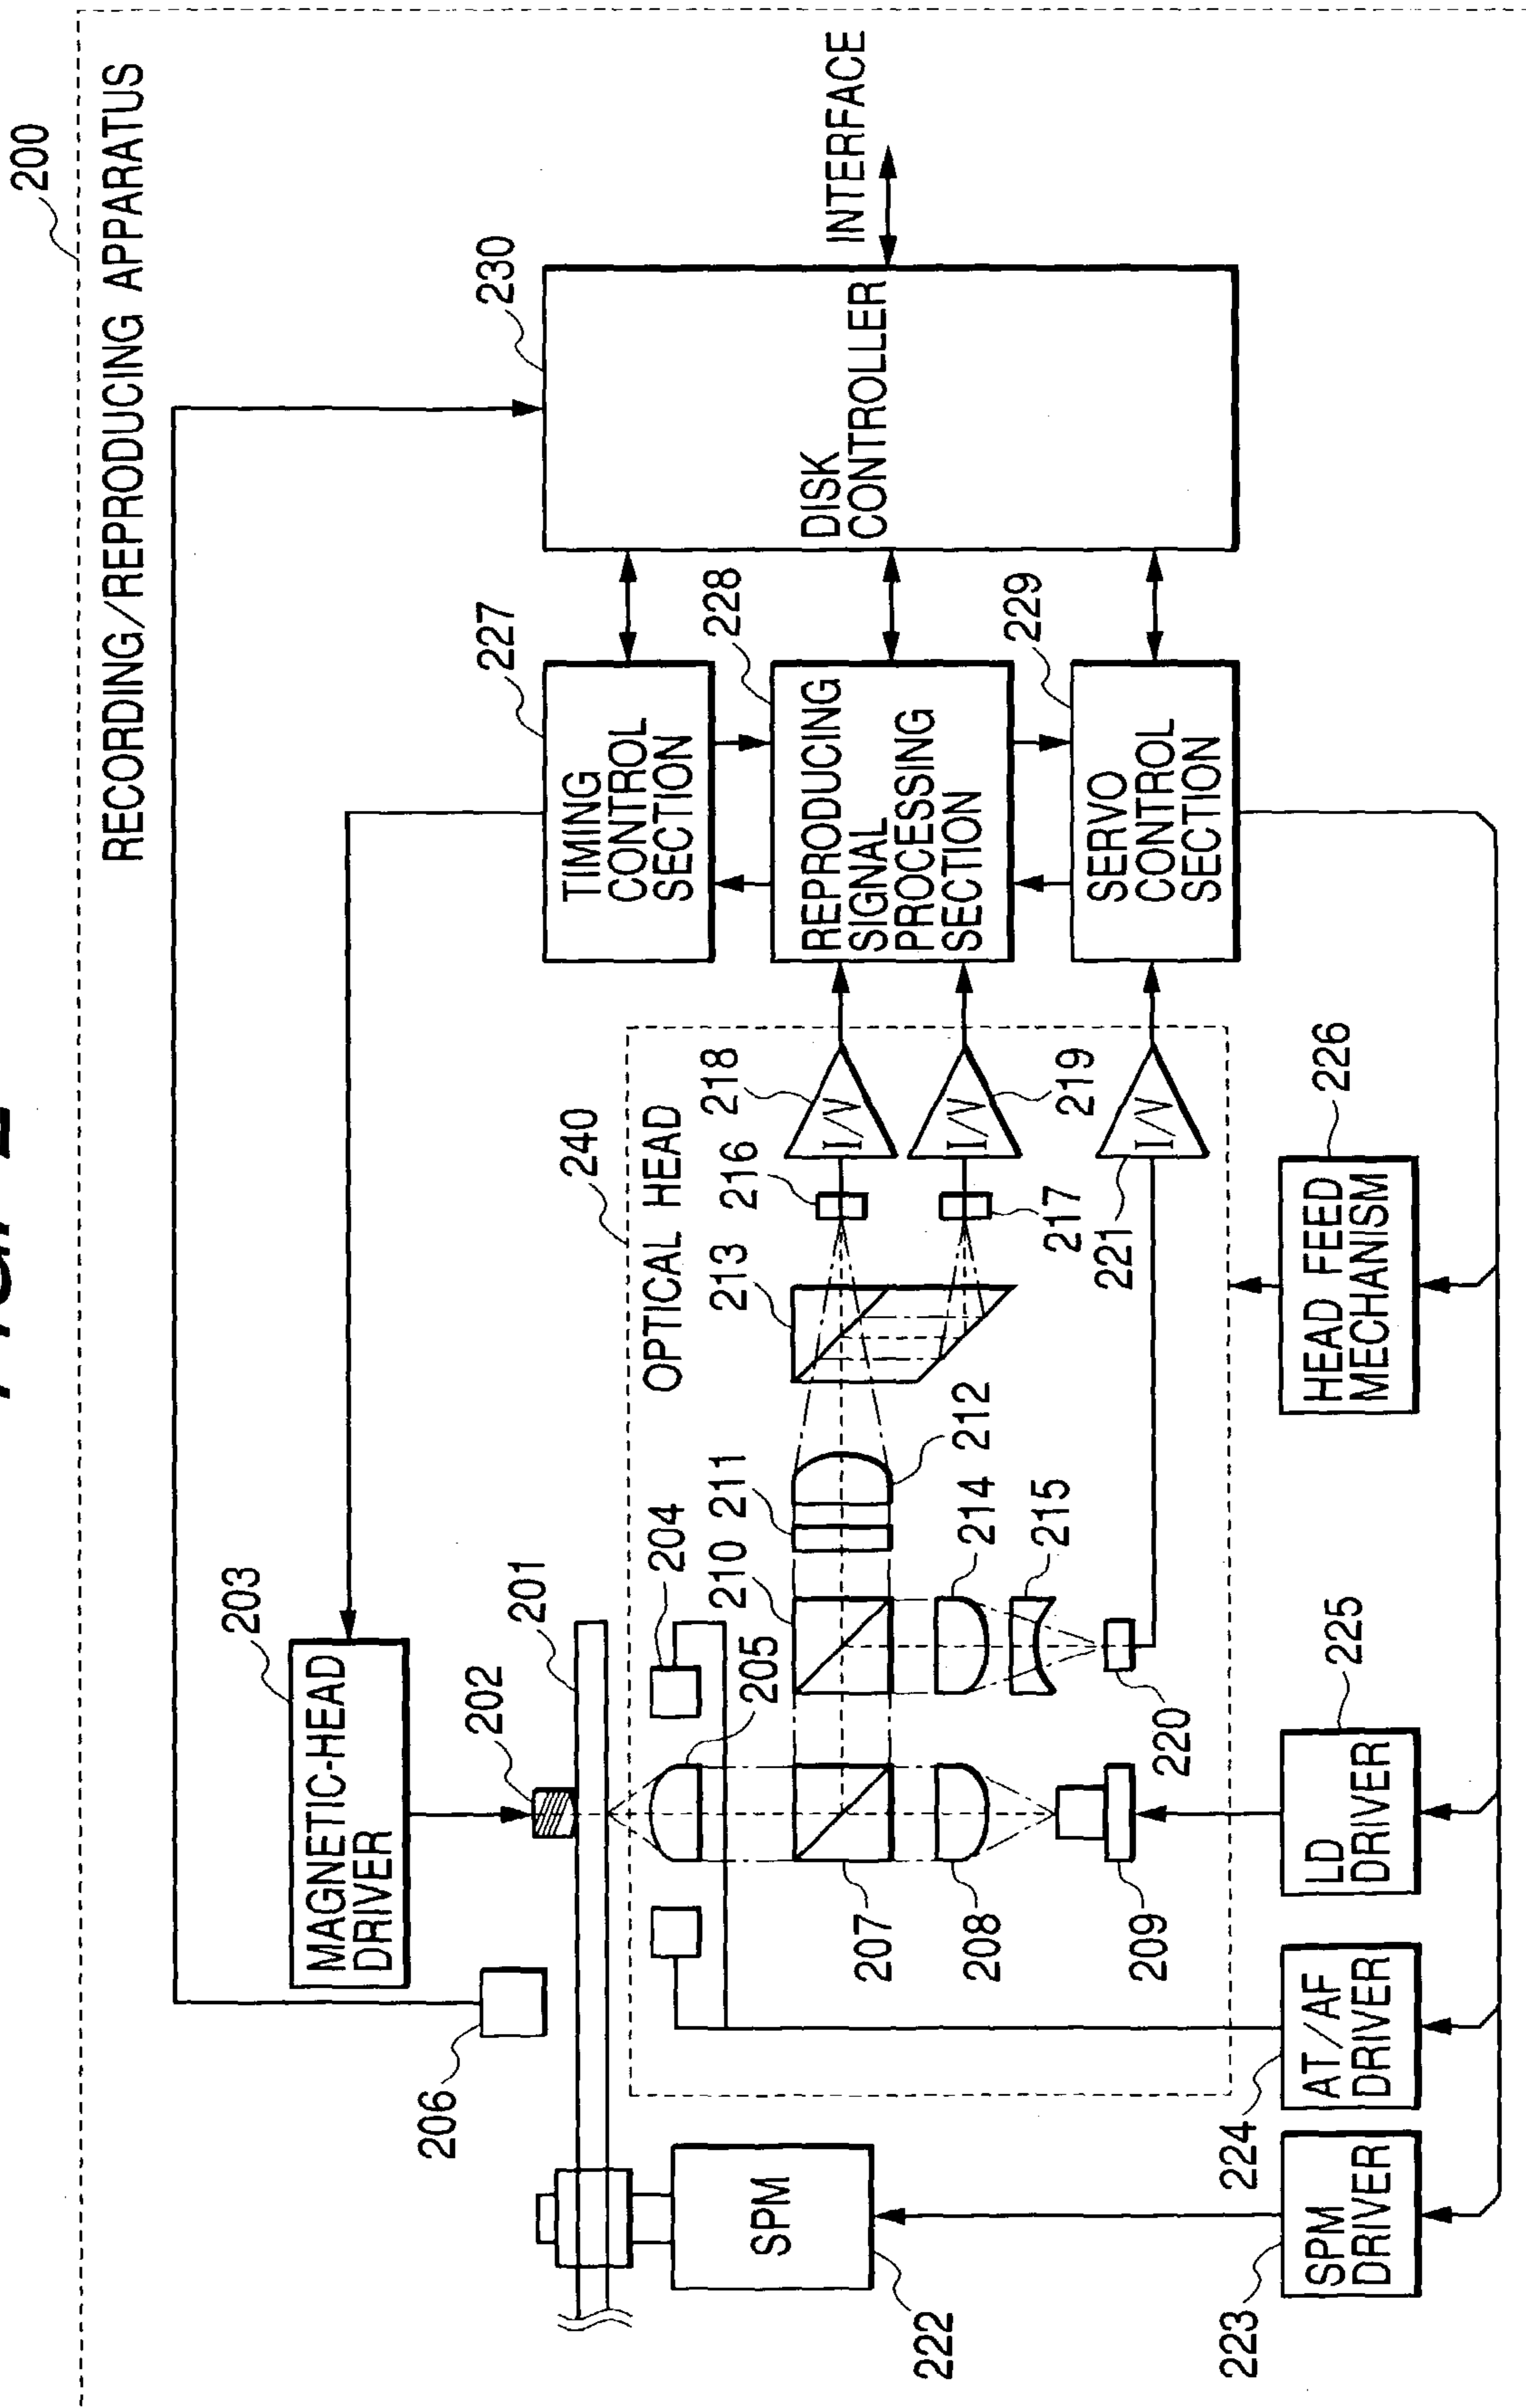 200
RECORDING/REPRODUCING APPARATUS
203
MAGNETIC-HEAD
DRIVER
206
202
201
227
TIMING
CONTROL
SECTION
230
240
OPTICAL HEAD
204
205
210
211
213
216
218
228
SPM
222
207
208
209
I/V
I/V
I/V
REPRODUCING
SIGNAL
PROCESSING
SECTION
DISK
CONTROLLER
INTERFACE
212
214
215
217
219
229
220
221
SERVO
CONTROL
SECTION
223
224
225
226
SPM
DRIVER
AT/AF
DRIVER
LD
DRIVER
HEAD FEED
MECHANISM